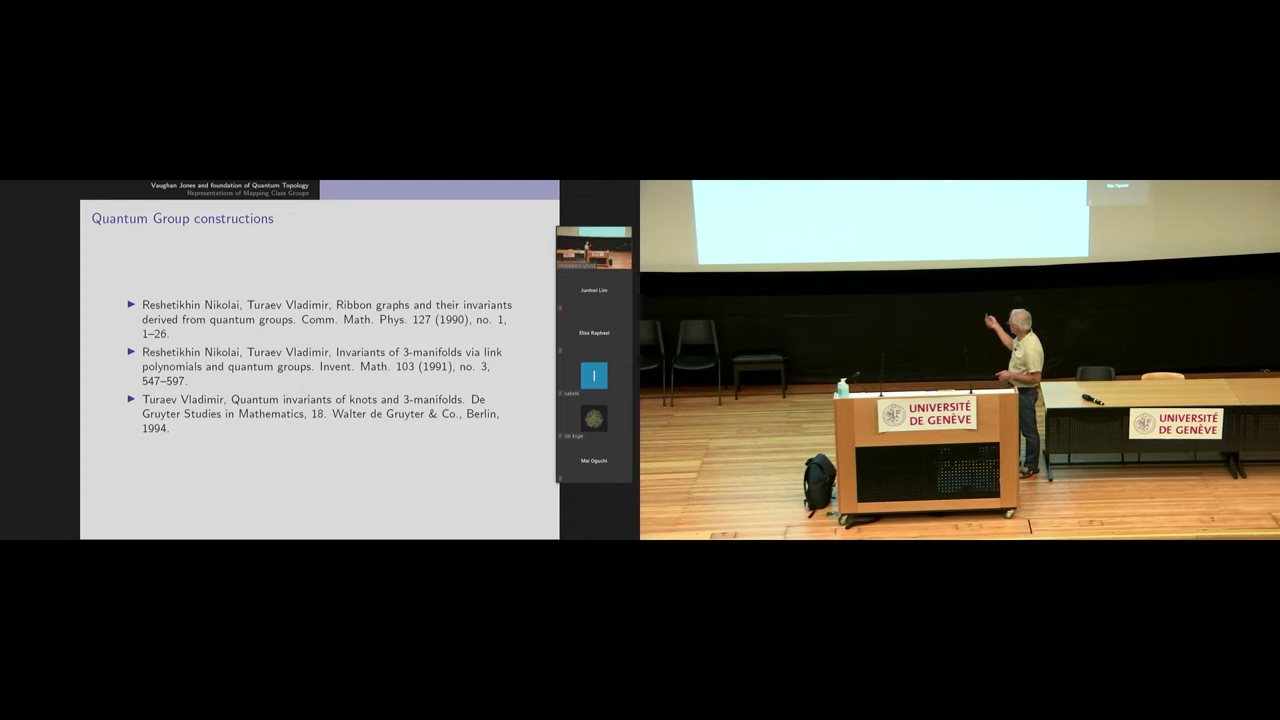 Vaughan Jones and foundation of Quantum Topology
Representations of Mapping Class Groups
Quantum Group constructions
Reshetikhin Nikolai, Turaev Vladimir, Ribbon graphs and their invariants
derived from quantum groups. Comm. Math. Phys. 127 (1990), no. 1,
1–26.
Reshetikhin Nikolai, Turaev Vladimir, Invariants of 3-manifolds via link
polynomials and quantum groups. Invent. Math. 103 (1991), no. 3,
547–597.
Turaev Vladimir, Quantum invariants of knots and 3-manifolds. De
Gruyter Studies in Mathematics, 18. Walter de Gruyter & Co., Berlin,
1994.
Elise Raphael
I
Isabella
Mai Oguchi
Mai Oguchi
UNIVERSITÉ
DE GENÈVE
UNIVERSITÉ
DE GENÈVE